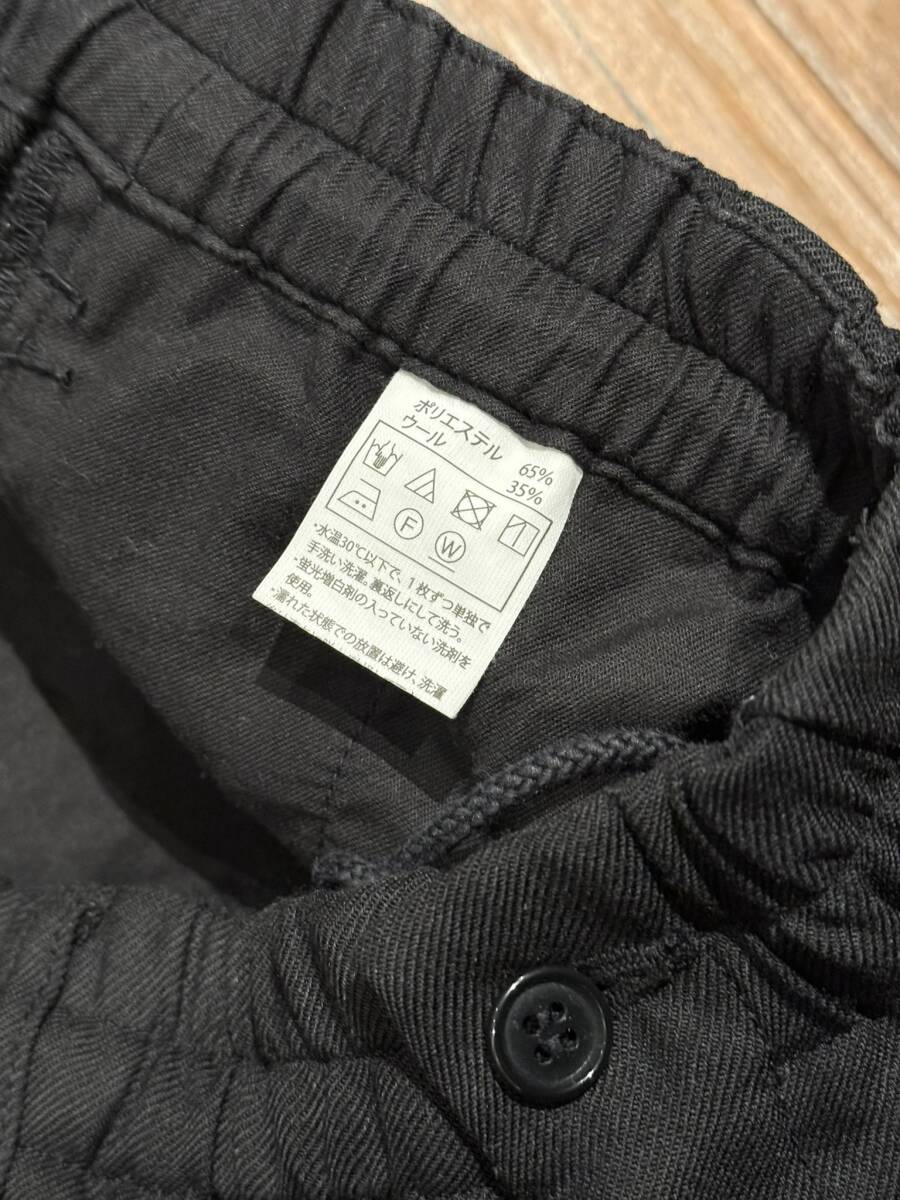 ポリエステル 65%
ウール 35%
F
W
・水温30℃以下で、1枚ずつ単独で
手洗い洗濯。裏返しにして洗う。
・蛍光増白剤の入っていない洗剤を
使用。
・濡れた状態での放置は避け、洗濯